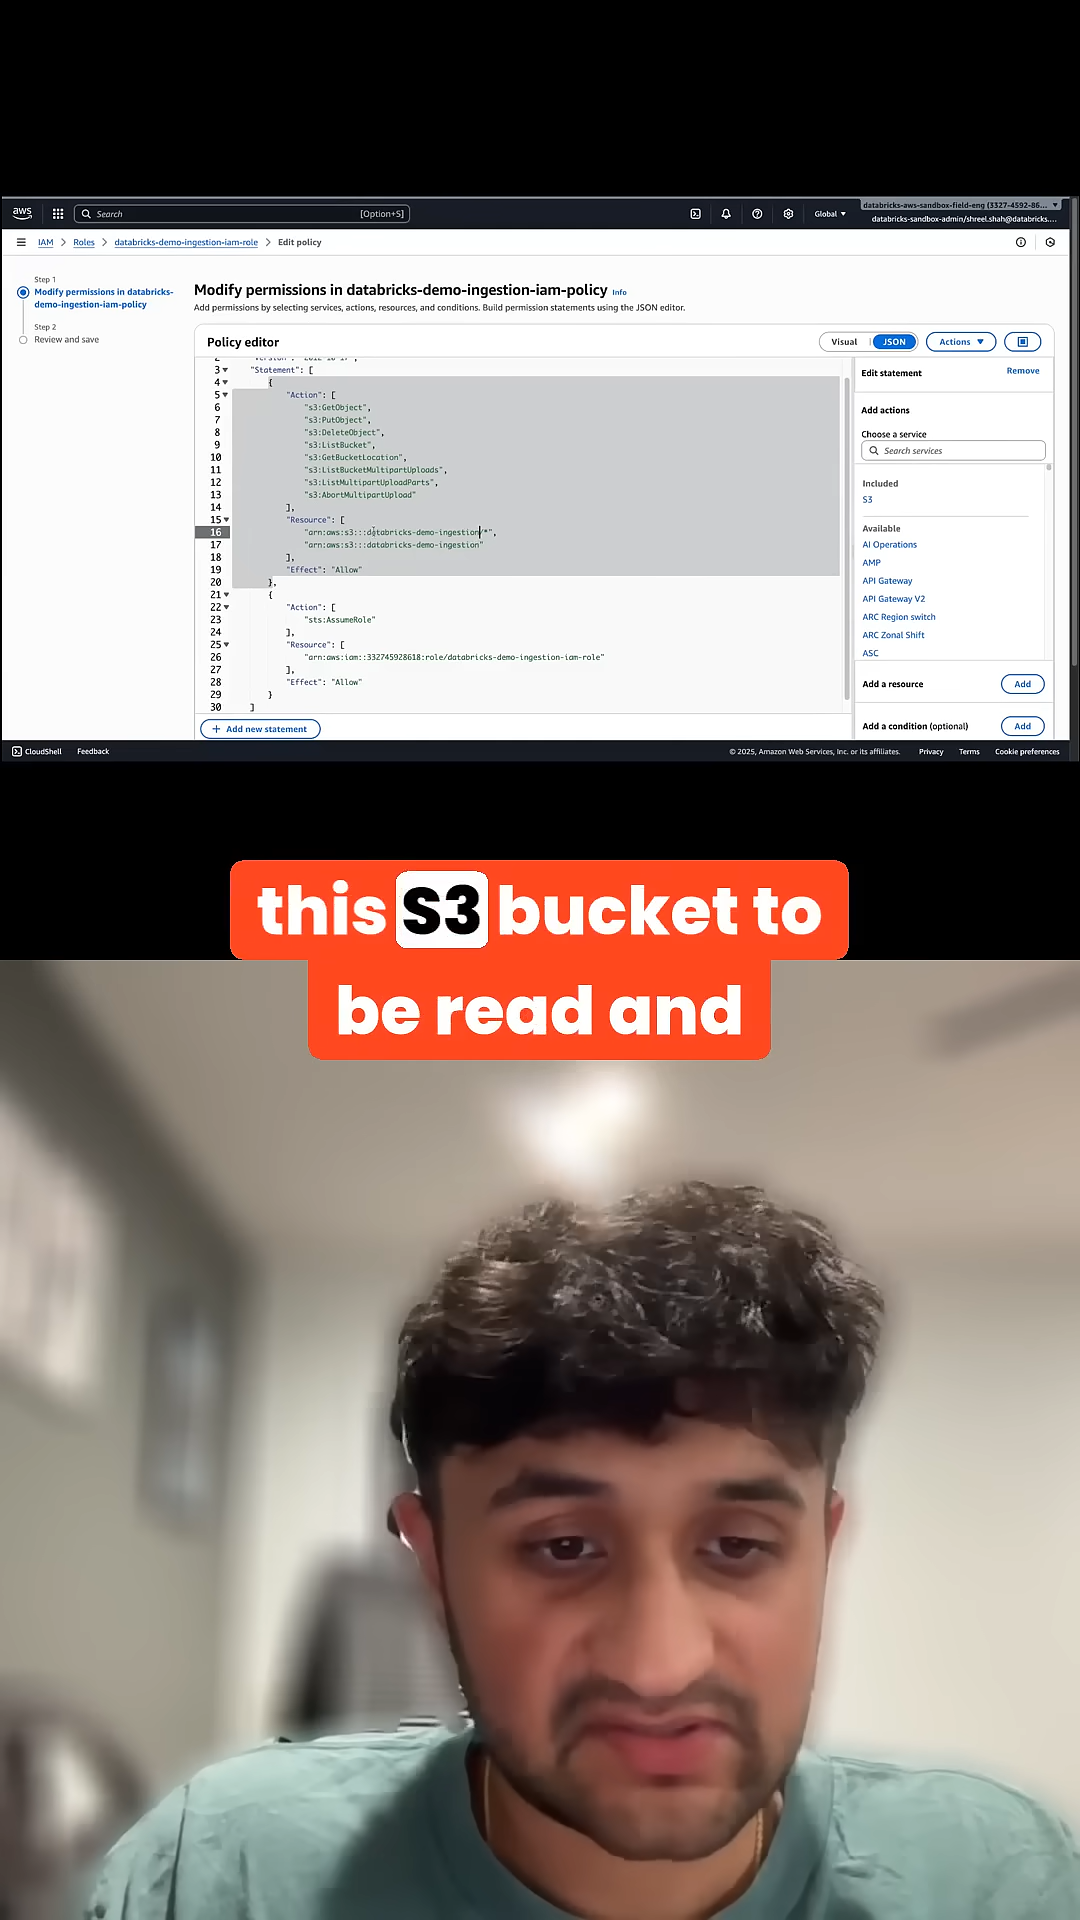 aws
Search
[Option+S]
Global
databricks-aws-sandbox-field-eng (3327-4592-86...
databricks-sandbox-admin/shreel.shah@databricks....
IAM > Roles > databricks-demo-ingestion-iam-role > Edit policy
Step 1
Modify permissions in databricks-
demo-ingestion-iam-policy
Step 2
Review and save
Modify permissions in databricks-demo-ingestion-iam-policy Info
Add permissions by selecting services, actions, resources, and conditions. Build permission statements using the JSON editor.
Policy editor
Visual
JSON
Actions
2 "Version": "2012-10-17",
3 "Statement": [
4 {
5 "Action": [
6 "s3:GetObject",
7 "s3:PutObject",
8 "s3:DeleteObject",
9 "s3:ListBucket",
10 "s3:GetBucketLocation",
11 "s3:ListBucketMultipartUploads",
12 "s3:ListMultipartUploadParts",
13 "s3:AbortMultipartUpload"
14 ],
15 "Resource": [
16 "arn:aws:s3:::databricks-demo-ingestion/*",
17 "arn:aws:s3:::databricks-demo-ingestion"
18 ],
19 "Effect": "Allow"
20 },
21 {
22 "Action": [
23 "sts:AssumeRole"
24 ],
25 "Resource": [
26 "arn:aws:iam::332745928618:role/databricks-demo-ingestion-iam-role"
27 ],
28 "Effect": "Allow"
29 }
30 ]
+ Add new statement
Edit statement
Remove
Add actions
Choose a service
Search services
Included
S3
Available
AI Operations
AMP
API Gateway
API Gateway V2
ARC Region switch
ARC Zonal Shift
ASC
Add a resource
Add
Add a condition (optional)
Add
CloudShell
Feedback
© 2025, Amazon Web Services, Inc. or its affiliates.
Privacy
Terms
Cookie preferences
this S3 bucket to
be read and